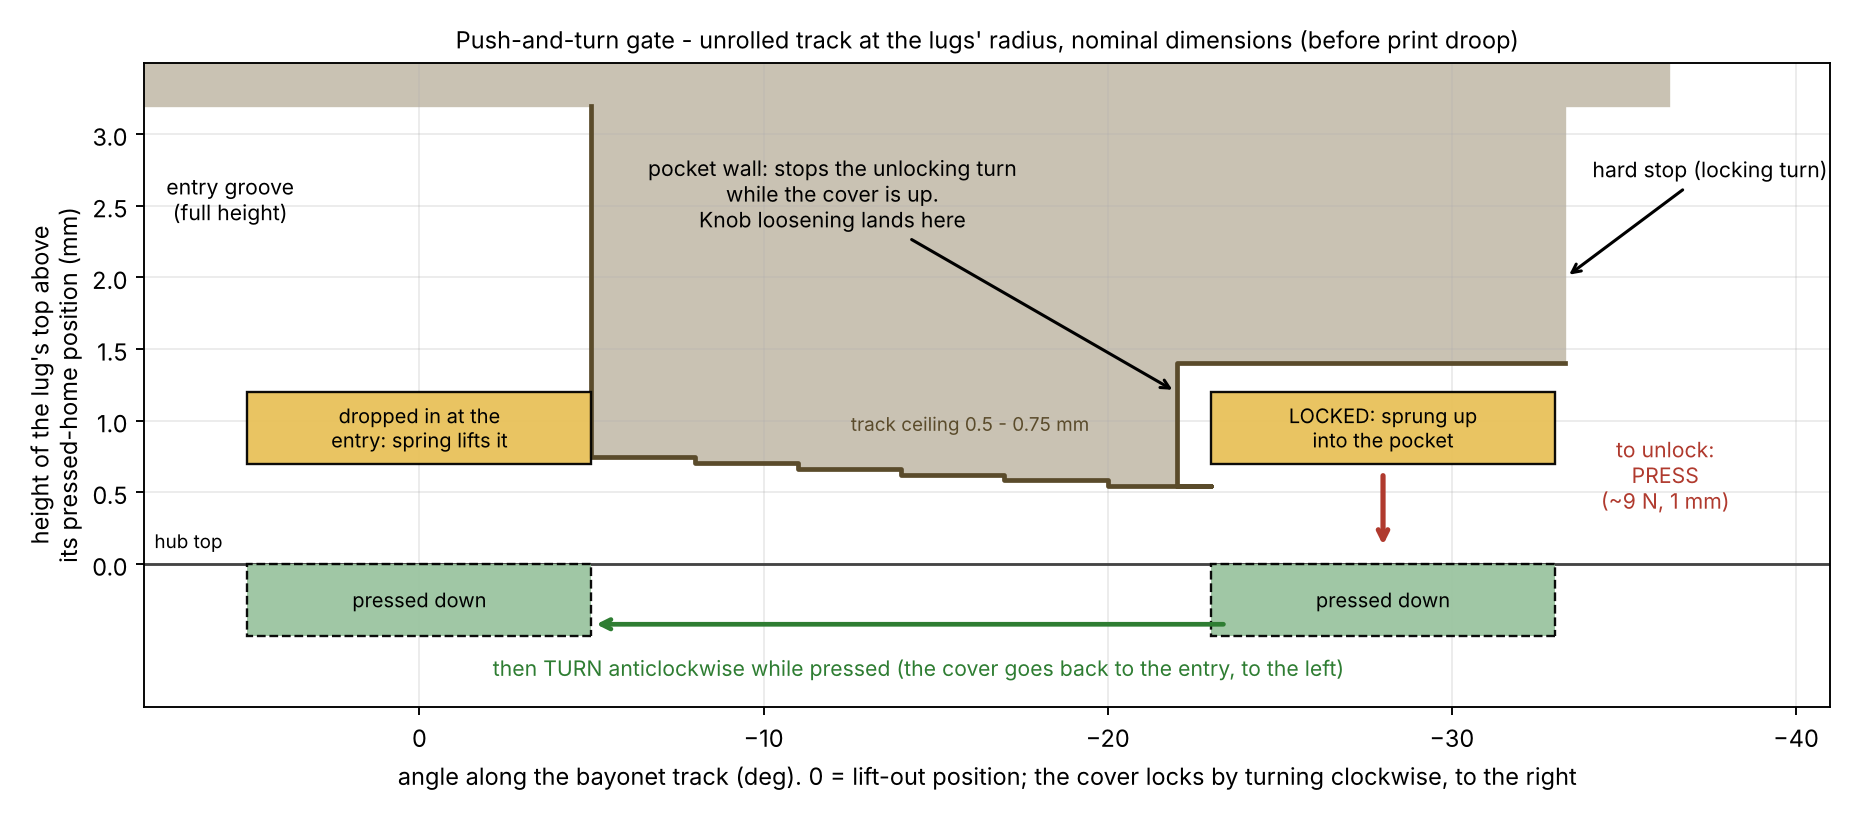 Push-and-turn gate - unrolled track at the lugs' radius, nominal dimensions (before print droop)
height of the lug's top above
its pressed-home position (mm)
3.0
2.5
2.0
1.5
1.0
0.5
0.0
entry groove
(full height)
pocket wall: stops the unlocking turn
while the cover is up.
Knob loosening lands here
hard stop (locking turn)
dropped in at the
entry: spring lifts it
track ceiling 0.5 - 0.75 mm
LOCKED: sprung up
into the pocket
to unlock:
PRESS
(~9 N, 1 mm)
hub top
pressed down
pressed down
then TURN anticlockwise while pressed (the cover goes back to the entry, to the left)
0
−10
−20
−30
−40
angle along the bayonet track (deg). 0 = lift-out position; the cover locks by turning clockwise, to the right